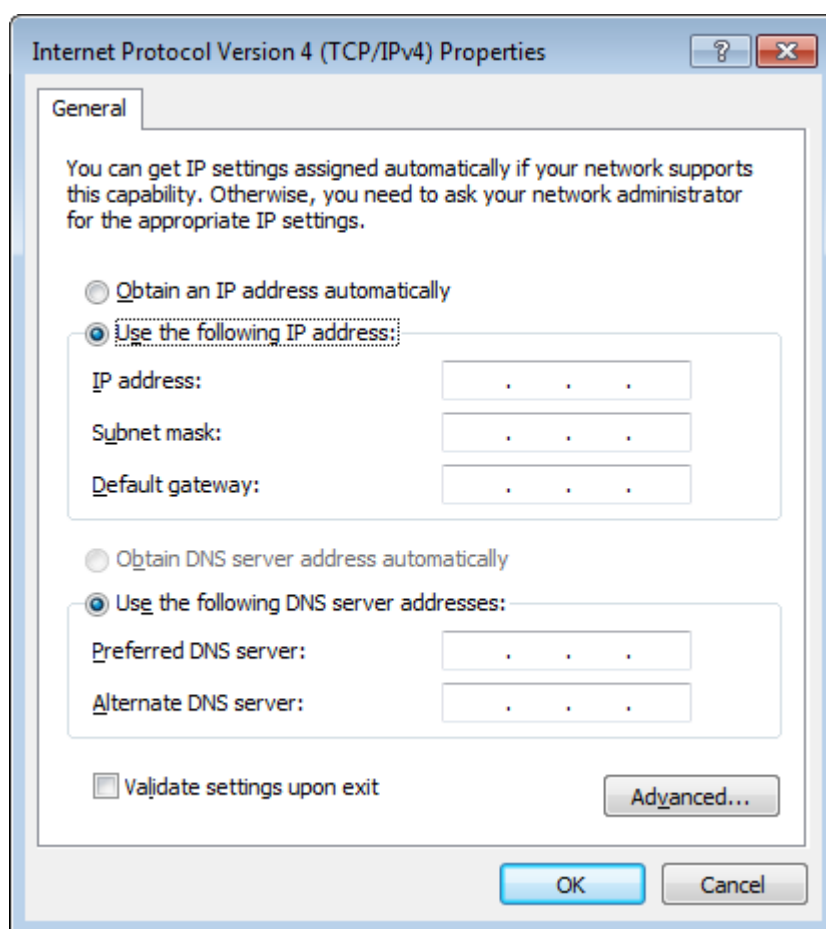 Internet Protocol Version 4 (TCP/IPv4) Properties
General
You can get IP settings assigned automatically if your network supports
this capability. Otherwise, you need to ask your network administrator
for the appropriate IP settings.
Obtain an IP address automatically
Use the following IP address:
IP address: . . .
Subnet mask: . . .
Default gateway: . . .
Obtain DNS server address automatically
Use the following DNS server addresses:
Preferred DNS server: . . .
Alternate DNS server: . . .
Validate settings upon exit
Advanced...
OK Cancel